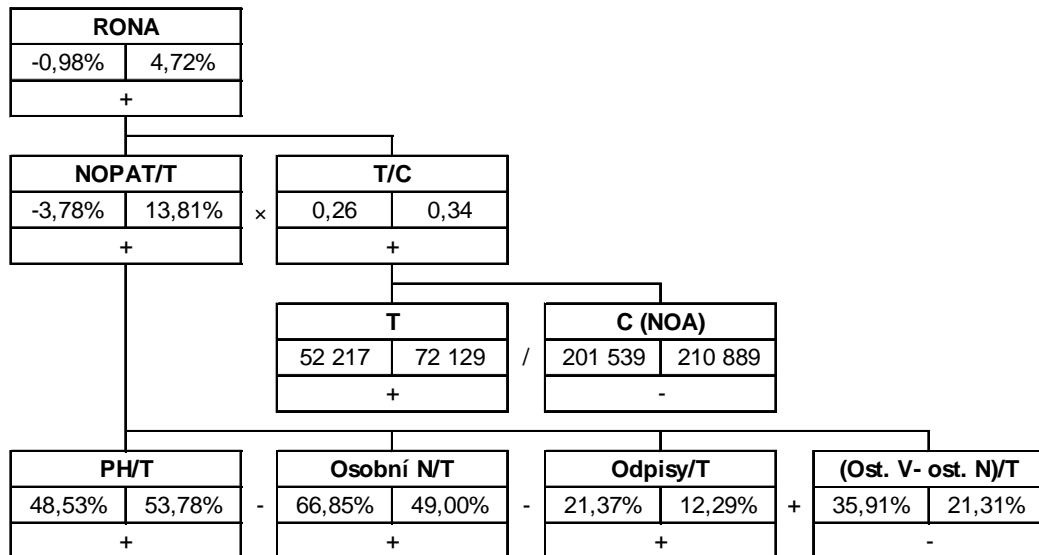 RONA
-0,98% 4,72%
+
NOPAT/T T/C
-3,78% 13,81% × 0,26 0,34
+ +
T C (NOA)
52 217 72 129 / 201 539 210 889
+ -
PH/T Osobní N/T Odpisy/T (Ost. V- ost. N)/T
48,53% 53,78% - 66,85% 49,00% - 21,37% 12,29% + 35,91% 21,31%
+ + + -